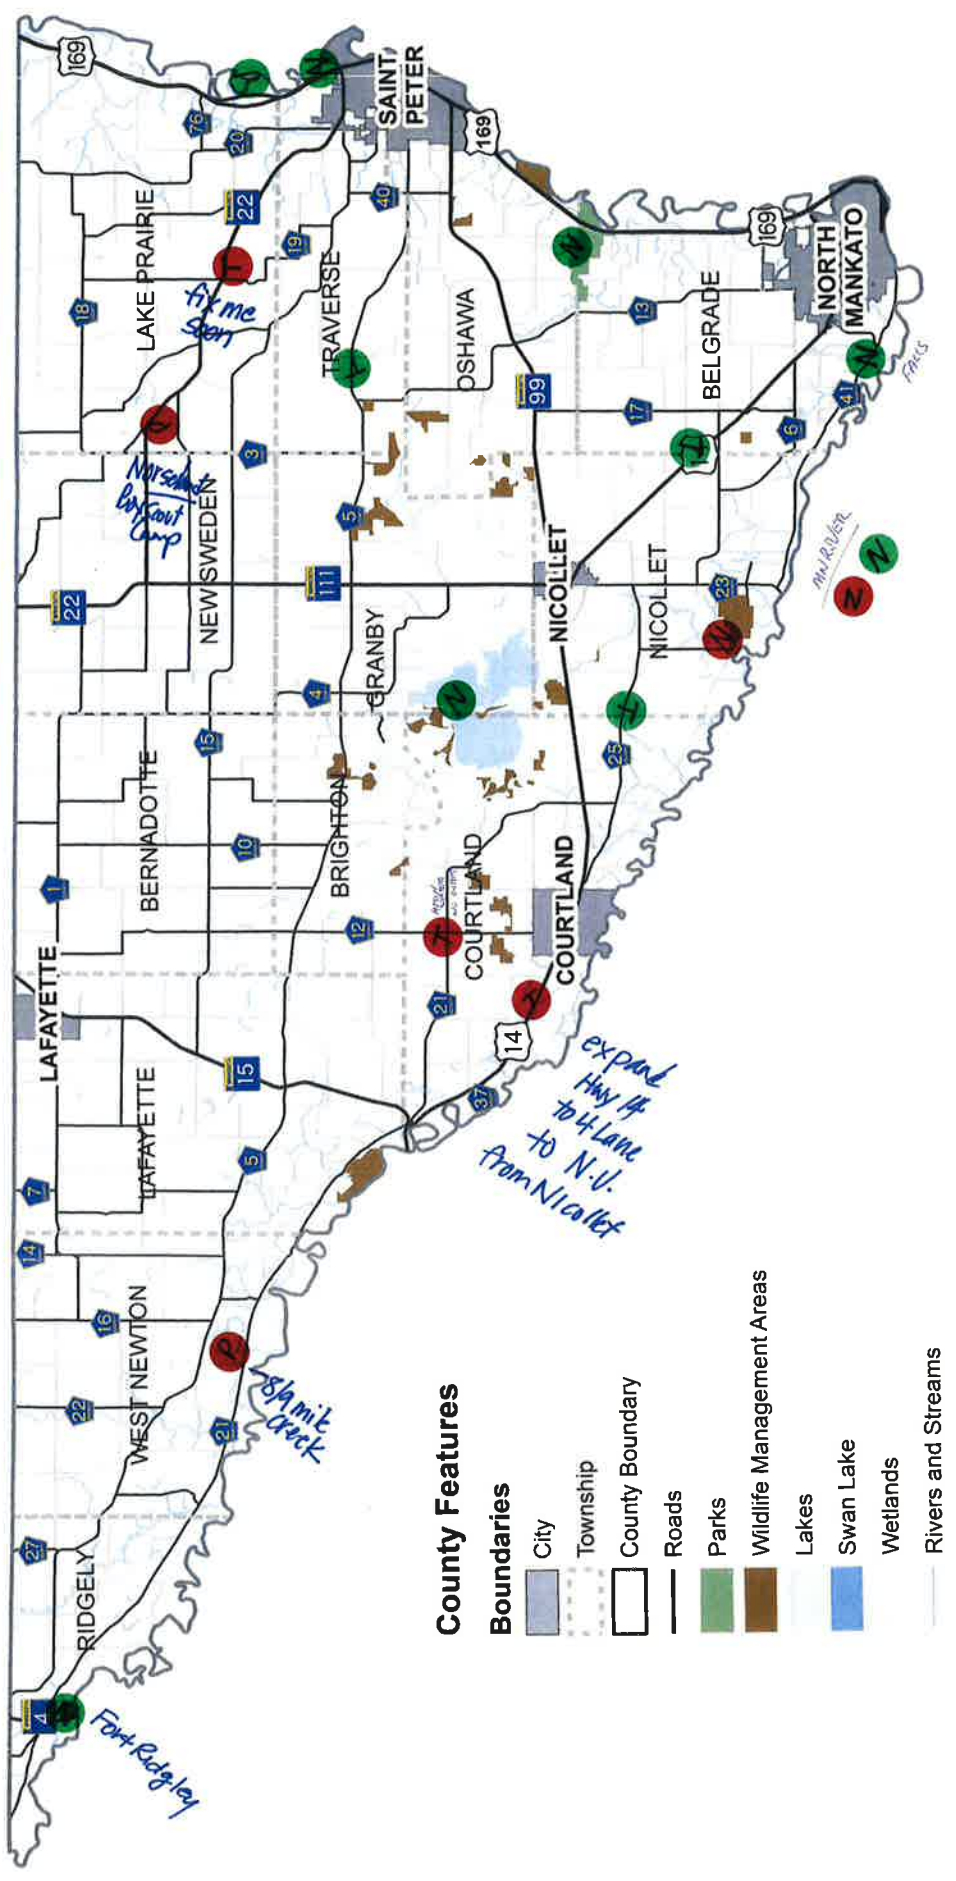 169
SAINT
PETER
76
20
22
LAKE PRAIRIE
18
T
fix me
soon
19
40
169
TRAVERSE
OSHAWA
13
BELGRADE
169
NORTH
MANKATO
N
FALLS
41
6
17
99
3
Norseland
Boy Scout
Camp
NEW SWEDEN
22
111
5
GRANBY
4
NICOLLET
NICOLLET
23
MN RIVER
N
N
N
N
N
N
15
BERNADOTTE
10
BRIGHTON
1
12
25
COURTLAND
COURTLAND
LAFAYETTE
21
14
37
expand
Hwy 14
to 4 Lane
to N.U.
from Nicollet
15
LAFAYETTE
5
7
14
16
WEST NEWTON
22
21
P
8/9 mile
creek
27
RIDGELY
4
Fort Ridgley
County Features
Boundaries
City
Township
County Boundary
Roads
Parks
Wildlife Management Areas
Lakes
Swan Lake
Wetlands
Rivers and Streams